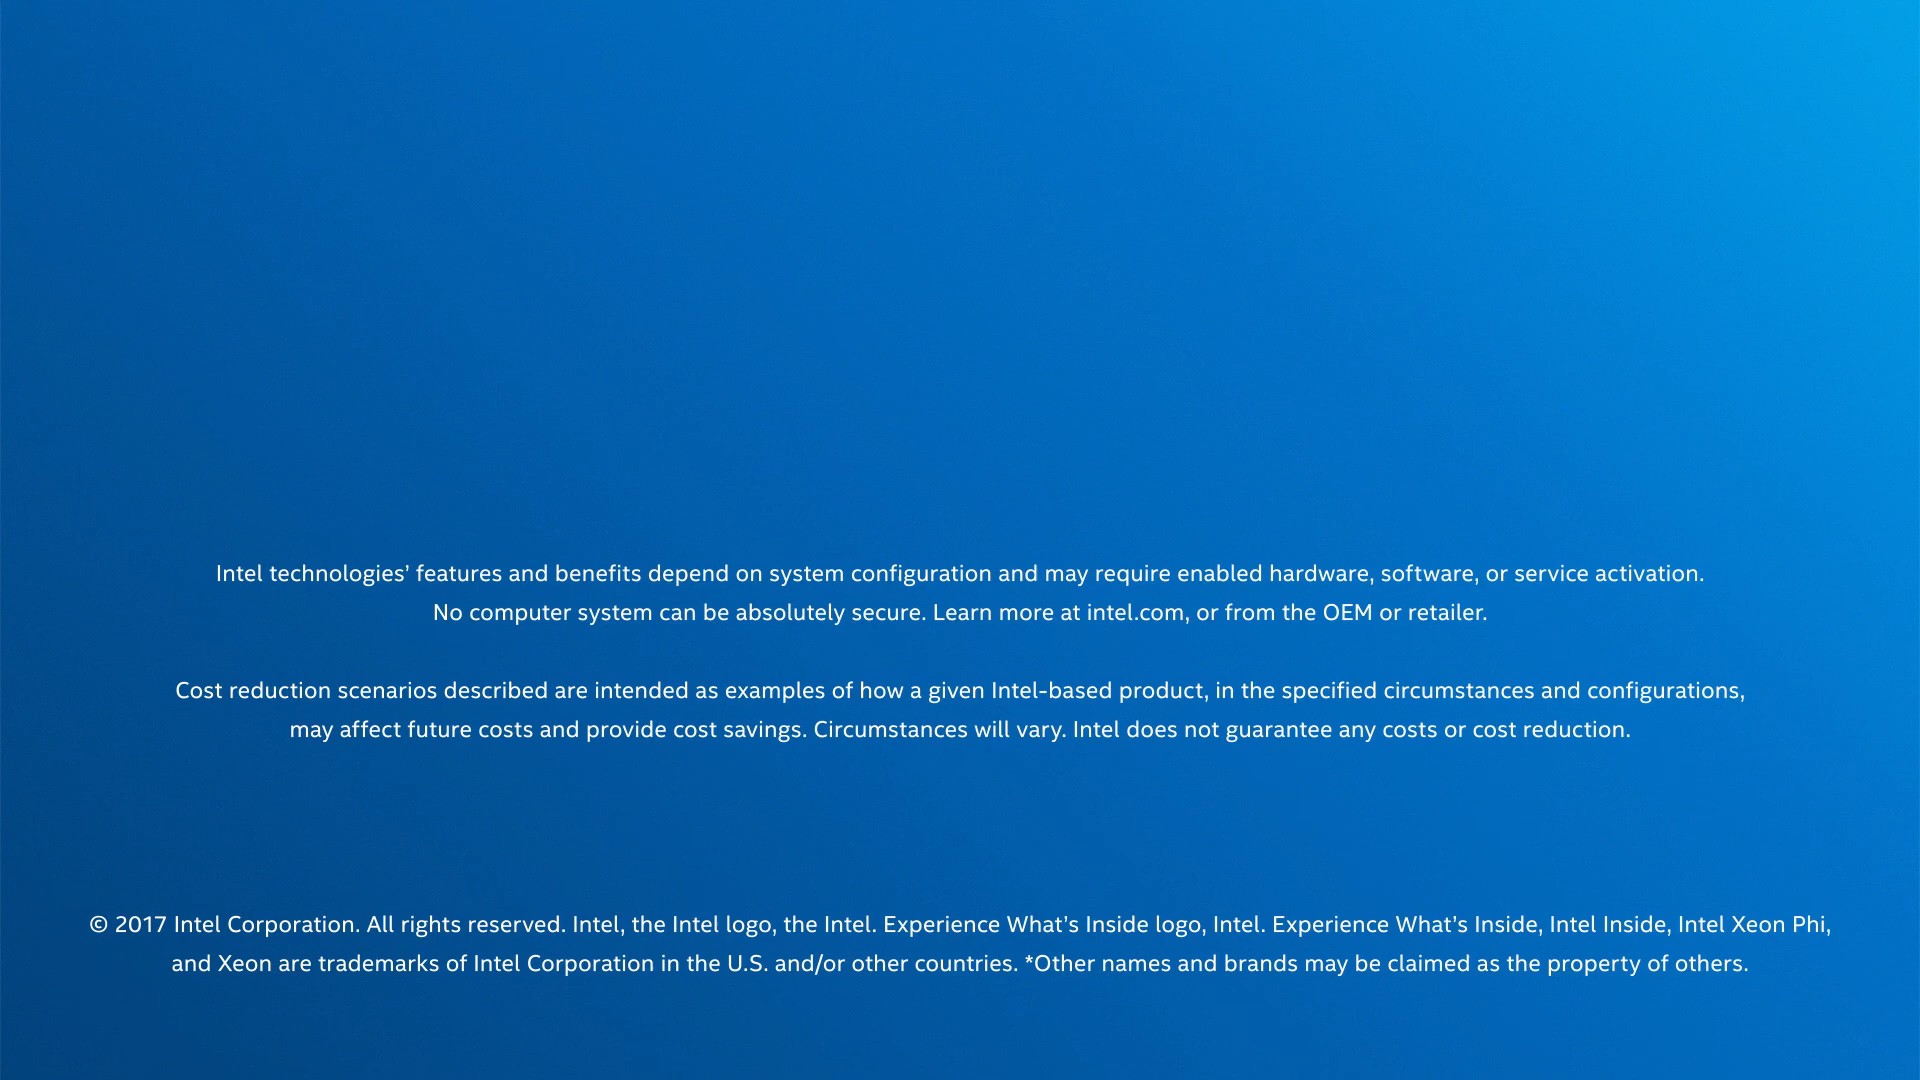 Intel technologies’ features and benefits depend on system configuration and may require enabled hardware, software, or service activation.
No computer system can be absolutely secure. Learn more at intel.com, or from the OEM or retailer.
Cost reduction scenarios described are intended as examples of how a given Intel-based product, in the specified circumstances and configurations,
may affect future costs and provide cost savings. Circumstances will vary. Intel does not guarantee any costs or cost reduction.
© 2017 Intel Corporation. All rights reserved. Intel, the Intel logo, the Intel. Experience What’s Inside logo, Intel. Experience What’s Inside, Intel Inside, Intel Xeon Phi,
and Xeon are trademarks of Intel Corporation in the U.S. and/or other countries. *Other names and brands may be claimed as the property of others.